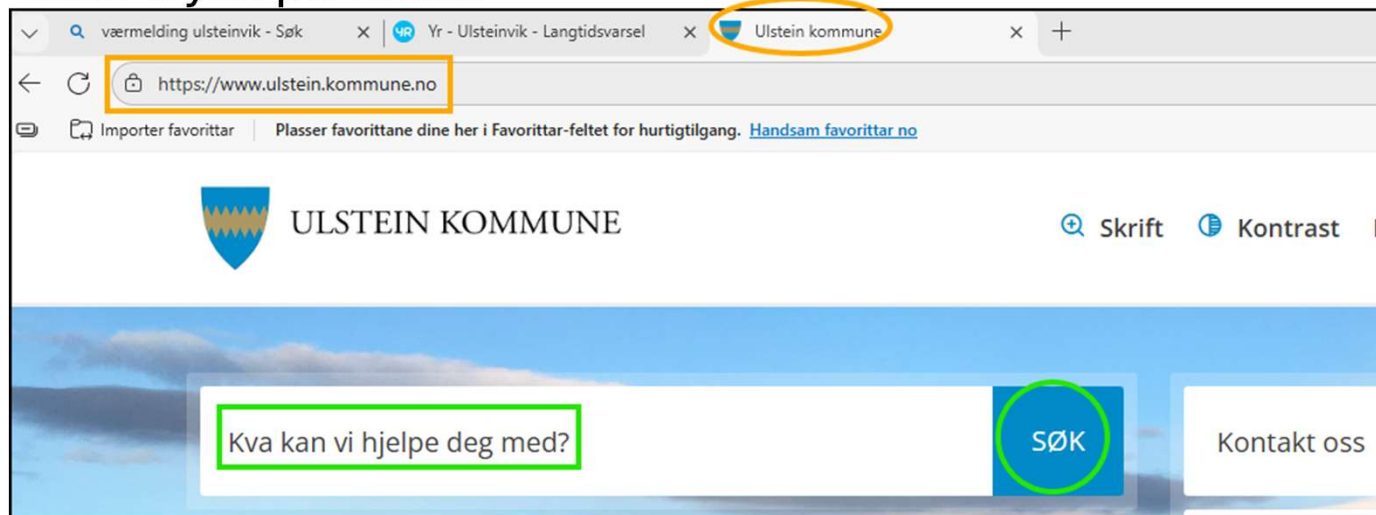 værmelding ulsteinvik - Søk
Yr - Ulsteinvik - Langtidsvarsel
Ulstein kommune
https://www.ulstein.kommune.no
Importer favorittar Plasser favorittane dine her i Favorittar-feltet for hurtigtilgang. Handsam favorittar no
ULSTEIN KOMMUNE
Skrift Kontrast
Kva kan vi hjelpe deg med? SØK Kontakt oss